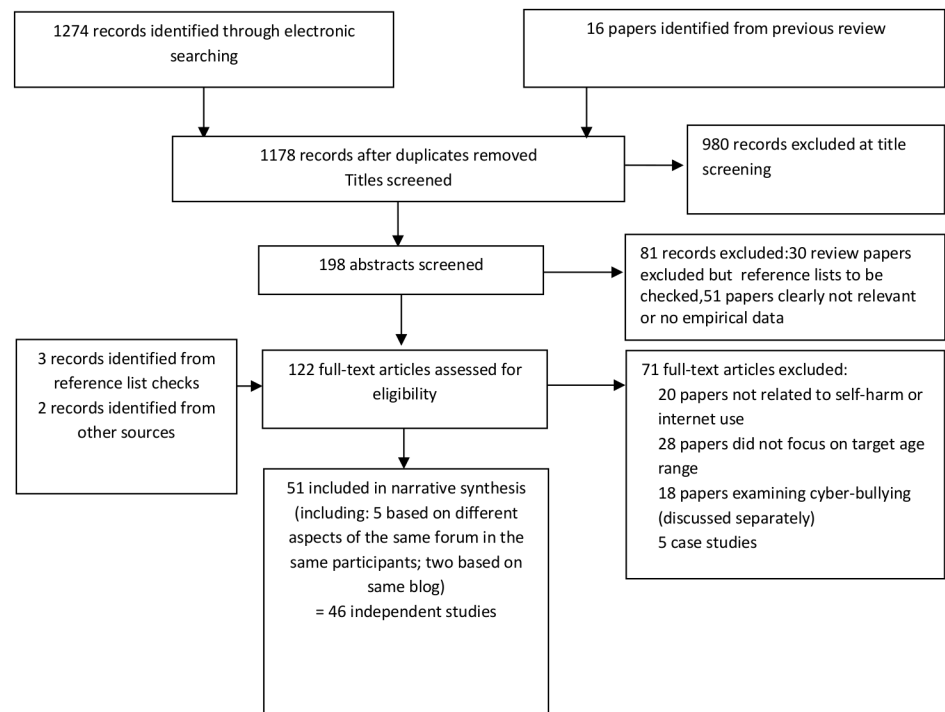 1274 records identified through electronic
searching
16 papers identified from previous review
1178 records after duplicates removed
Titles screened
980 records excluded at title
screening
198 abstracts screened
81 records excluded:30 review papers
excluded but reference lists to be
checked,51 papers clearly not relevant
or no empirical data
3 records identified from
reference list checks
2 records identified from
other sources
122 full-text articles assessed for
eligibility
71 full-text articles excluded:
20 papers not related to self-harm or
internet use
28 papers did not focus on target age
range
18 papers examining cyber-bullying
(discussed separately)
5 case studies
51 included in narrative synthesis
(including: 5 based on different
aspects of the same forum in the
same participants; two based on
same blog)
= 46 independent studies